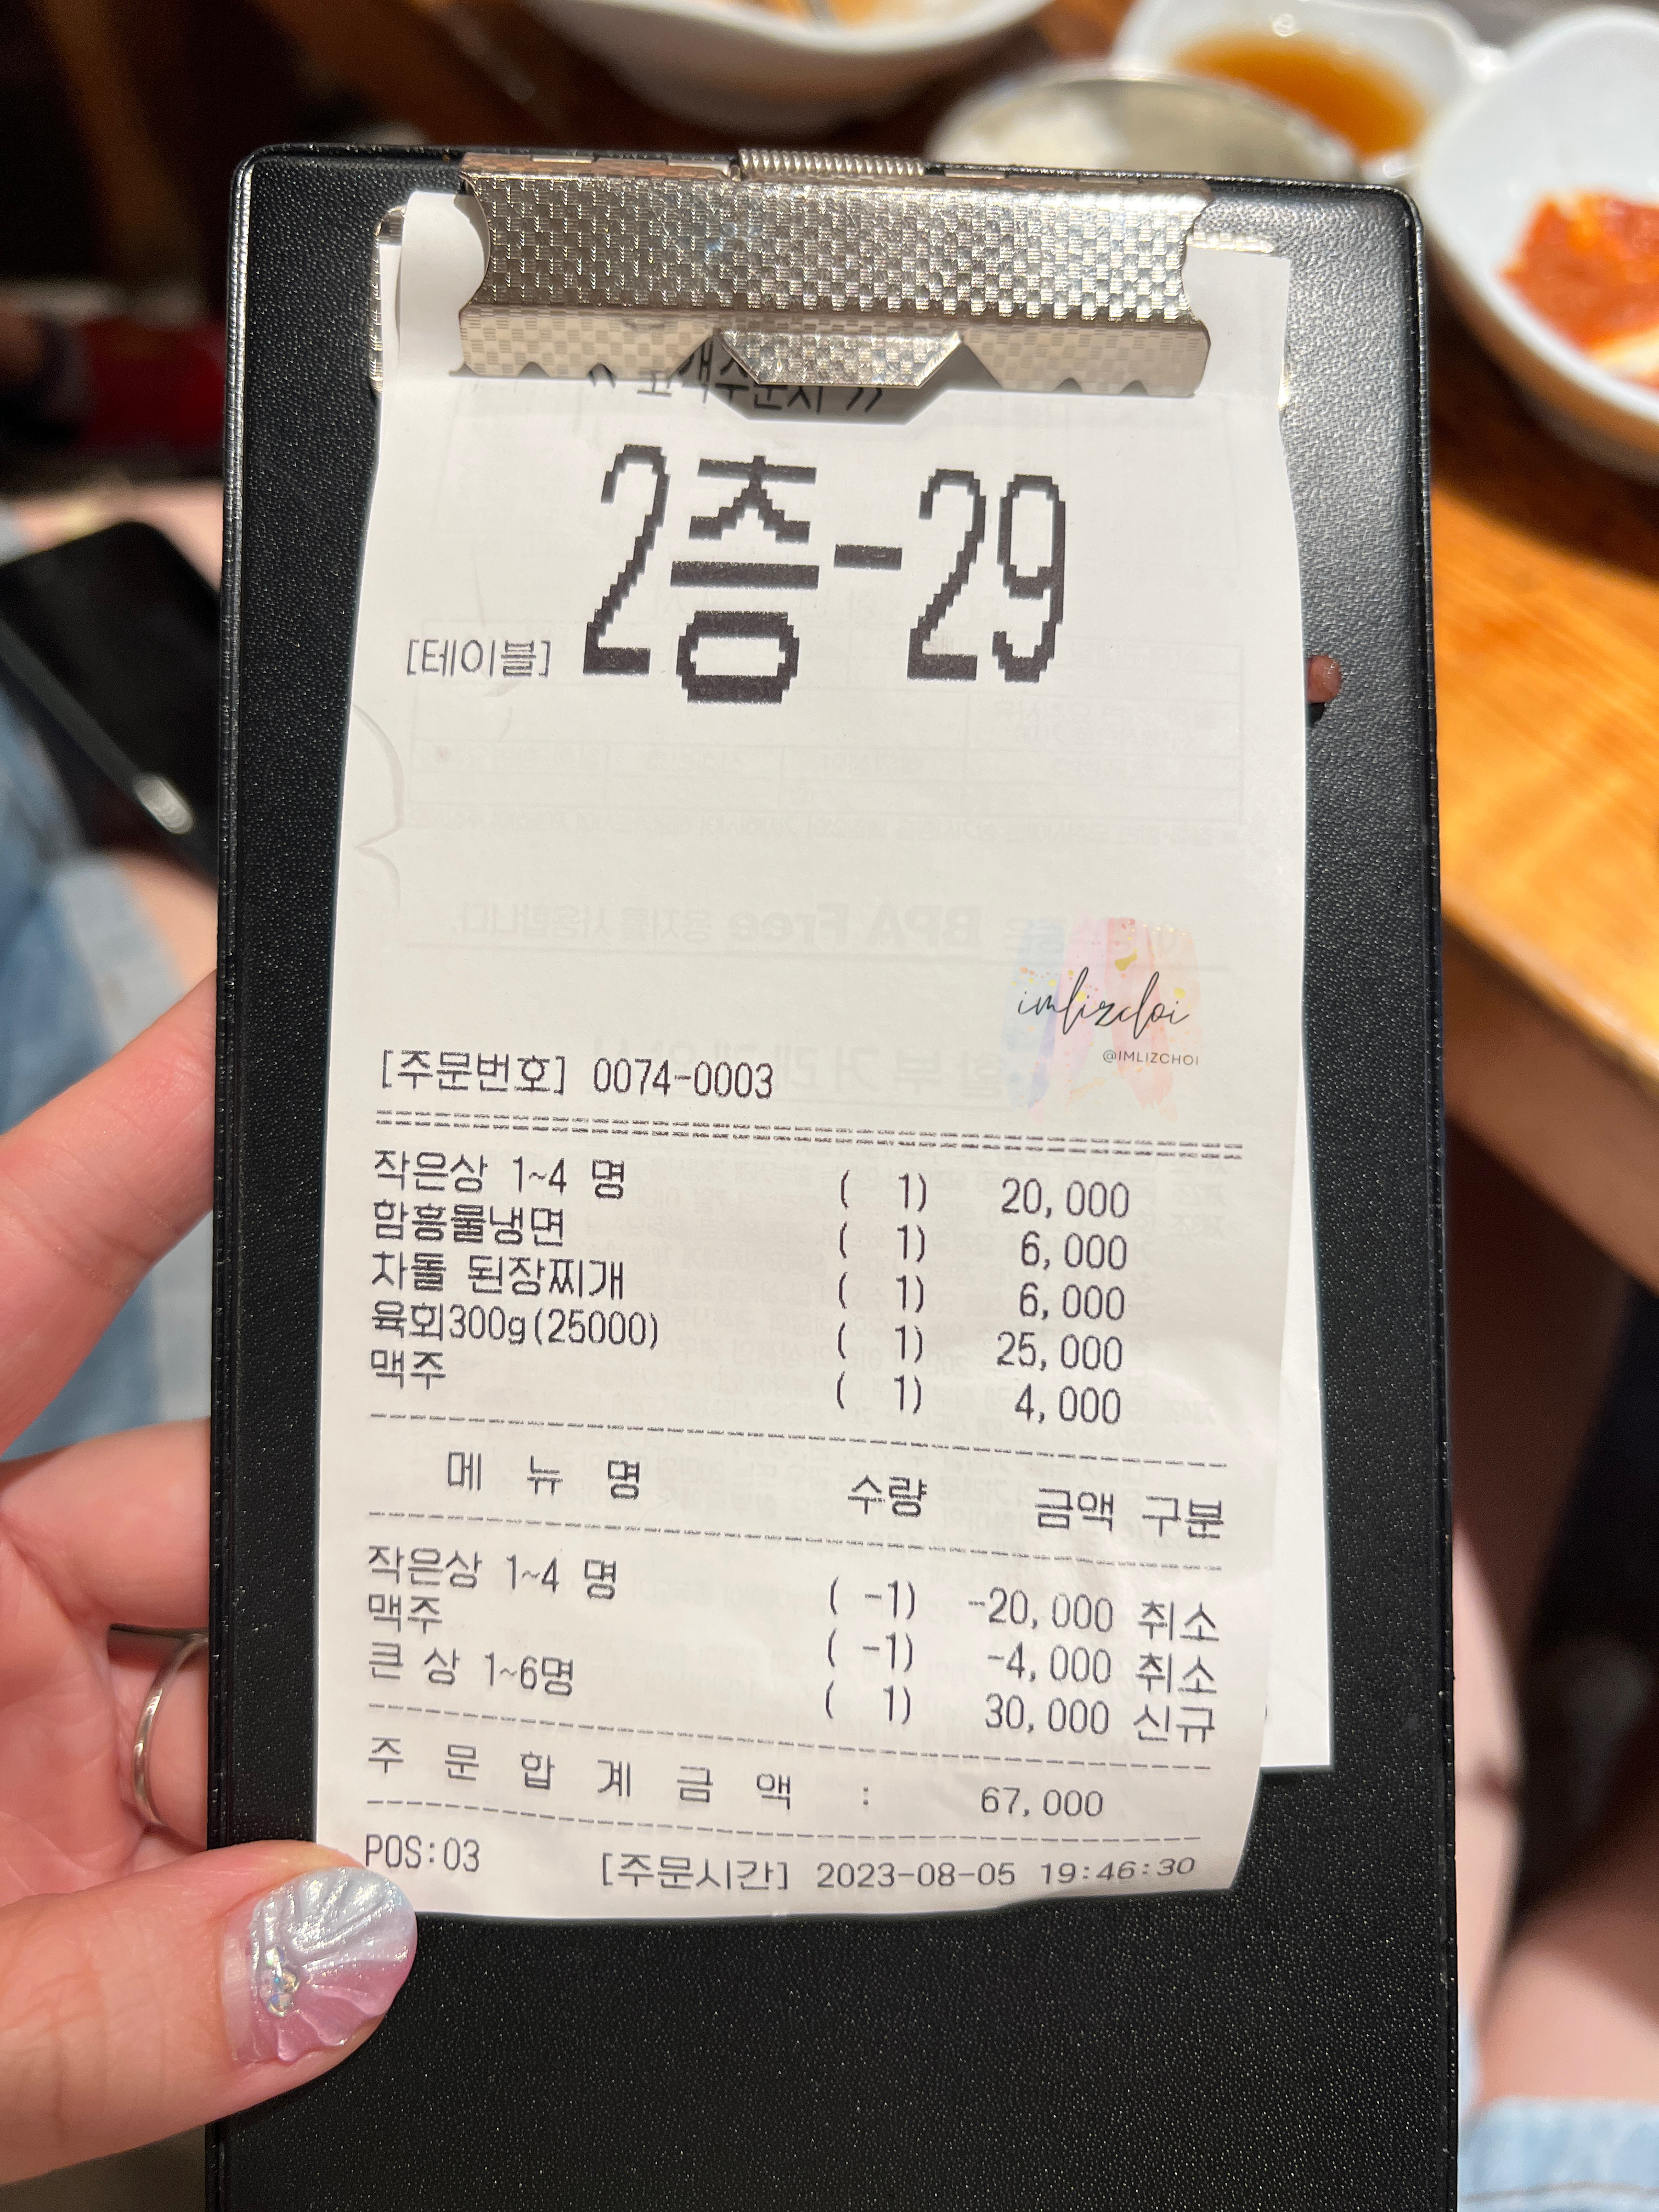 고객주문서 >>
[테이블] 2층-29
imlizchoi
@IMLIZCHOI
[주문번호] 0074-0003
작은상 1~4 명 ( 1) 20,000
함흥물냉면 ( 1) 6,000
차돌 된장찌개 ( 1) 6,000
육회300g(25000) ( 1) 25,000
맥주 ( 1) 4,000
메 뉴 명 수량 금액 구분
작은상 1~4 명 ( -1) -20,000 취소
맥주 ( -1) -4,000 취소
큰 상 1~6명 ( 1) 30,000 신규
주 문 합 계 금 액 : 67,000
POS:03 [주문시간] 2023-08-05 19:46:30